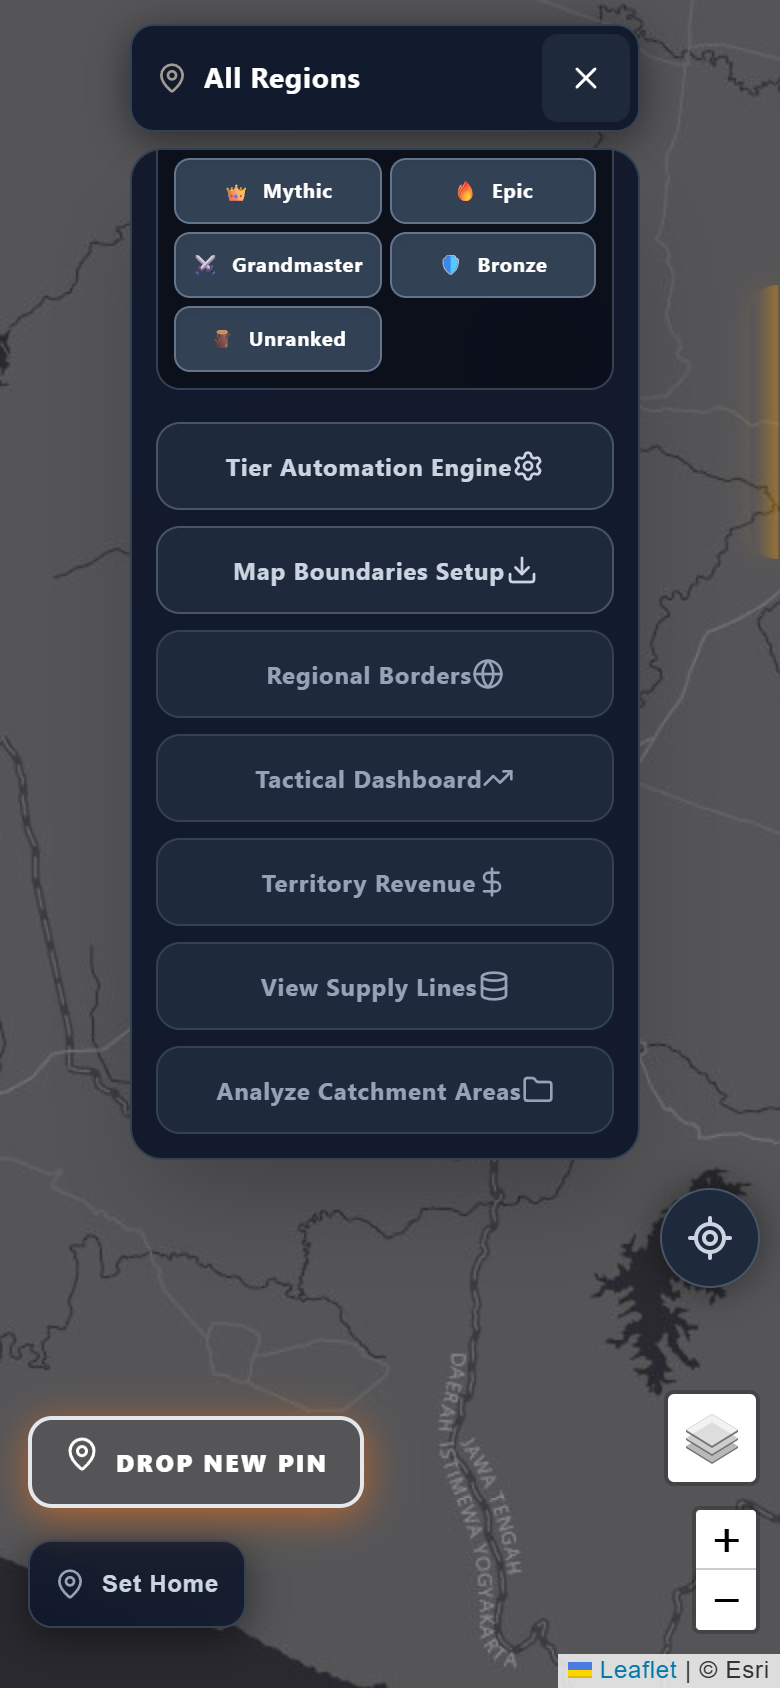 All Regions
Mythic
Epic
Grandmaster
Bronze
Unranked
Tier Automation Engine
Map Boundaries Setup
Regional Borders
Tactical Dashboard
Territory Revenue
View Supply Lines
Analyze Catchment Areas
DAERAH ISTIMEWA YOGYAKARTA
JAWA TENGAH
DROP NEW PIN
Set Home
+
−
Leaflet | © Esri